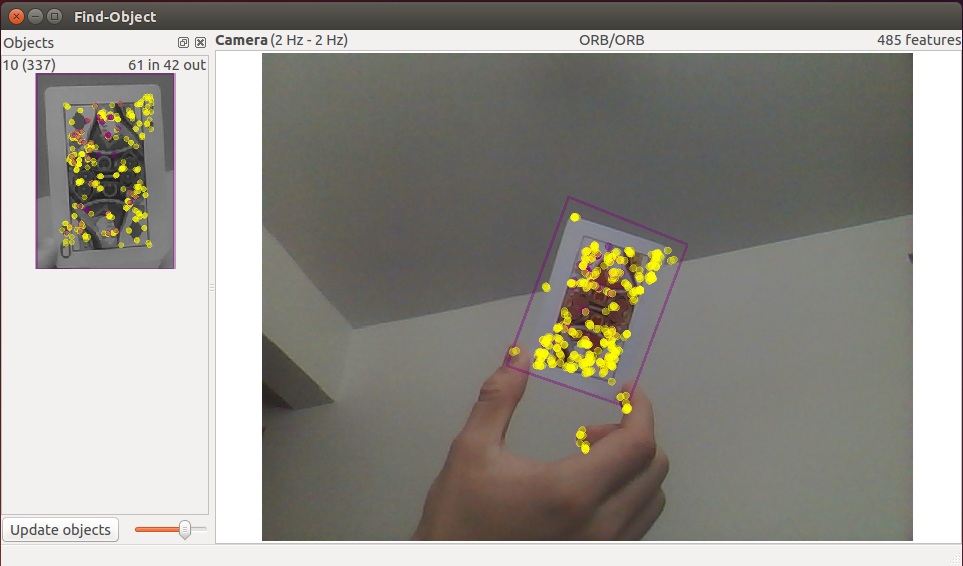 Find-Object
Objects
Camera (2 Hz - 2 Hz)
ORB/ORB
485 features
10 (337)
61 in 42 out
Update objects